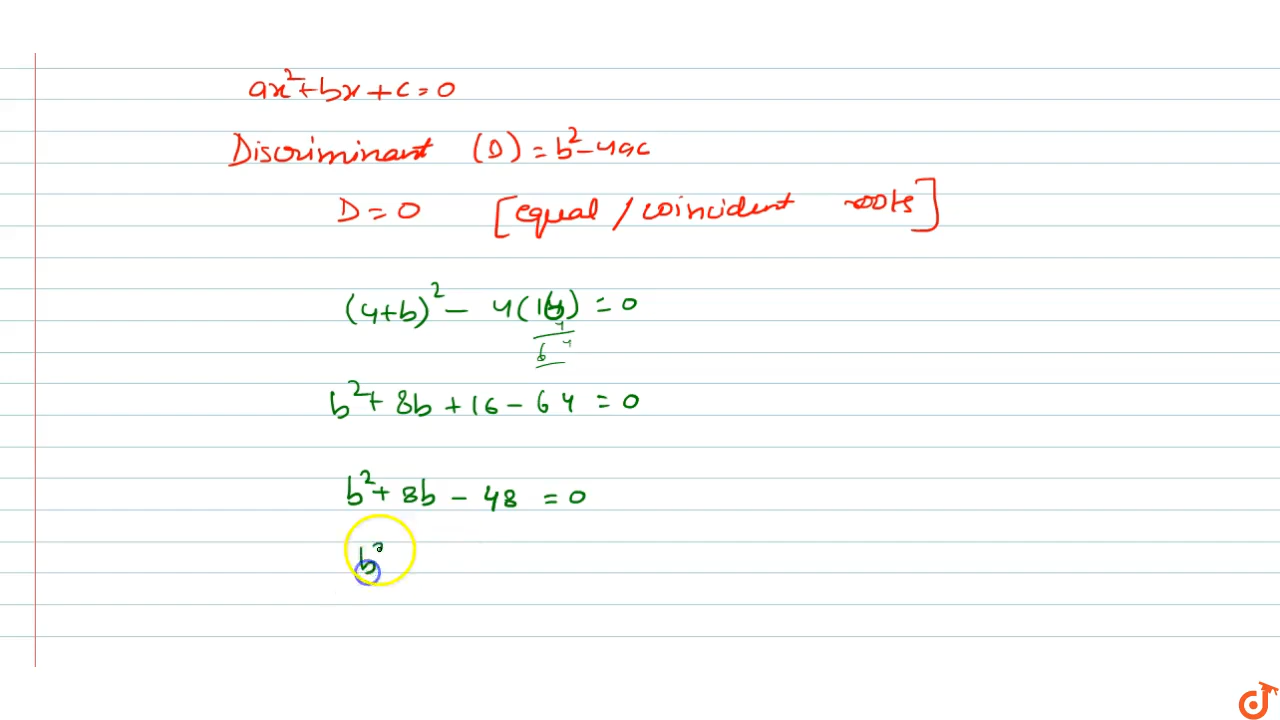 ax²+bx+c=0
Discriminant (D) = b²-4ac
D = 0 [equal / coincident roots]
(4+b)² - 4(16) = 0
64
b² + 8b + 16 - 64 = 0
b² + 8b - 48 = 0
b²